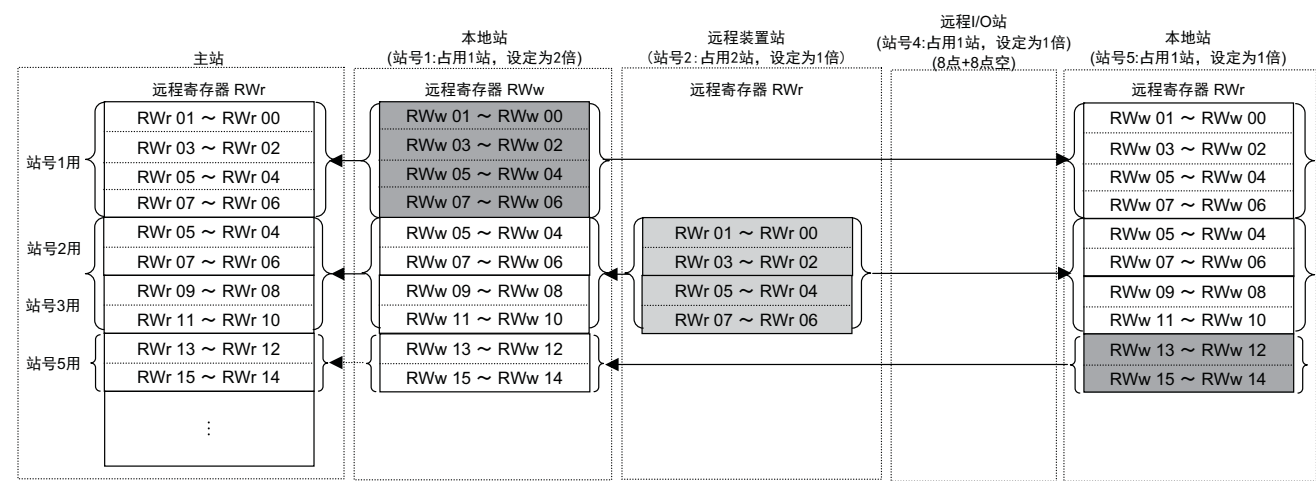 主站
远程寄存器 RWr
站号1用
RWr 01 ～ RWr 00
RWr 03 ～ RWr 02
RWr 05 ～ RWr 04
RWr 07 ～ RWr 06
站号2用
RWr 05 ～ RWr 04
RWr 07 ～ RWr 06
站号3用
RWr 09 ～ RWr 08
RWr 11 ～ RWr 10
站号5用
RWr 13 ～ RWr 12
RWr 15 ～ RWr 14
⋮
本地站
(站号1:占用1站，设定为2倍)
远程寄存器 RWw
RWw 01 ～ RWw 00
RWw 03 ～ RWw 02
RWw 05 ～ RWw 04
RWw 07 ～ RWw 06
RWw 05 ～ RWw 04
RWw 07 ～ RWw 06
RWw 09 ～ RWw 08
RWw 11 ～ RWw 10
RWw 13 ～ RWw 12
RWw 15 ～ RWw 14
远程装置站
(站号2:占用2站，设定为1倍)
远程寄存器 RWr
RWr 01 ～ RWr 00
RWr 03 ～ RWr 02
RWr 05 ～ RWr 04
RWr 07 ～ RWr 06
远程I/O站
(站号4:占用1站，设定为1倍)
(8点+8点空)
本地站
(站号5:占用1站，设定为1倍)
远程寄存器 RWr
RWw 01 ～ RWw 00
RWw 03 ～ RWw 02
RWw 05 ～ RWw 04
RWw 07 ～ RWw 06
RWw 05 ～ RWw 04
RWw 07 ～ RWw 06
RWw 09 ～ RWw 08
RWw 11 ～ RWw 10
RWw 13 ～ RWw 12
RWw 15 ～ RWw 14